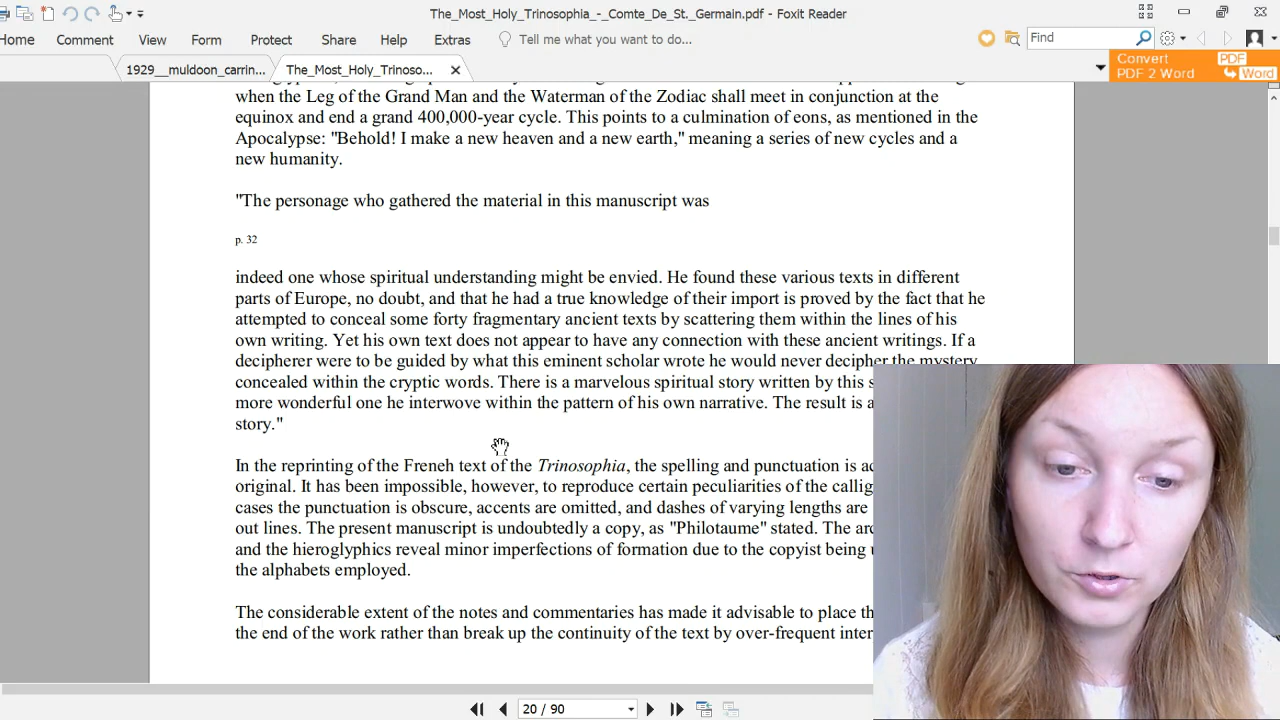 The_Most_Holy_Trinosophia_-_Comte_De_St._Germain.pdf - Foxit Reader
Home Comment View Form Protect Share Help Extras Tell me what you want to do... Find
1929__muldoon_carrin... The_Most_Holy_Trinoso... Convert PDF 2 Word PDF Word
when the Leg of the Grand Man and the Waterman of the Zodiac shall meet in conjunction at the
equinox and end a grand 400,000-year cycle. This points to a culmination of eons, as mentioned in the
Apocalypse: "Behold! I make a new heaven and a new earth," meaning a series of new cycles and a
new humanity.
"The personage who gathered the material in this manuscript was
p. 32
indeed one whose spiritual understanding might be envied. He found these various texts in different
parts of Europe, no doubt, and that he had a true knowledge of their import is proved by the fact that he
attempted to conceal some forty fragmentary ancient texts by scattering them within the lines of his
own writing. Yet his own text does not appear to have any connection with these ancient writings. If a
decipherer were to be guided by what this eminent scholar wrote he would never decipher the mystery
concealed within the cryptic words. There is a marvelous spiritual story written by this
more wonderful one he interwove within the pattern of his own narrative. The result is a
story."
In the reprinting of the Freneh text of the Trinosophia, the spelling and punctuation is
original. It has been impossible, however, to reproduce certain peculiarities of the
cases the punctuation is obscure, accents are omitted, and dashes of varying lengths are
out lines. The present manuscript is undoubtedly a copy, as "Philotaume" stated. The
and the hieroglyphics reveal minor imperfections of formation due to the copyist being
the alphabets employed.
The considerable extent of the notes and commentaries has made it advisable to place
the end of the work rather than break up the continuity of the text by over-frequent
20 / 90